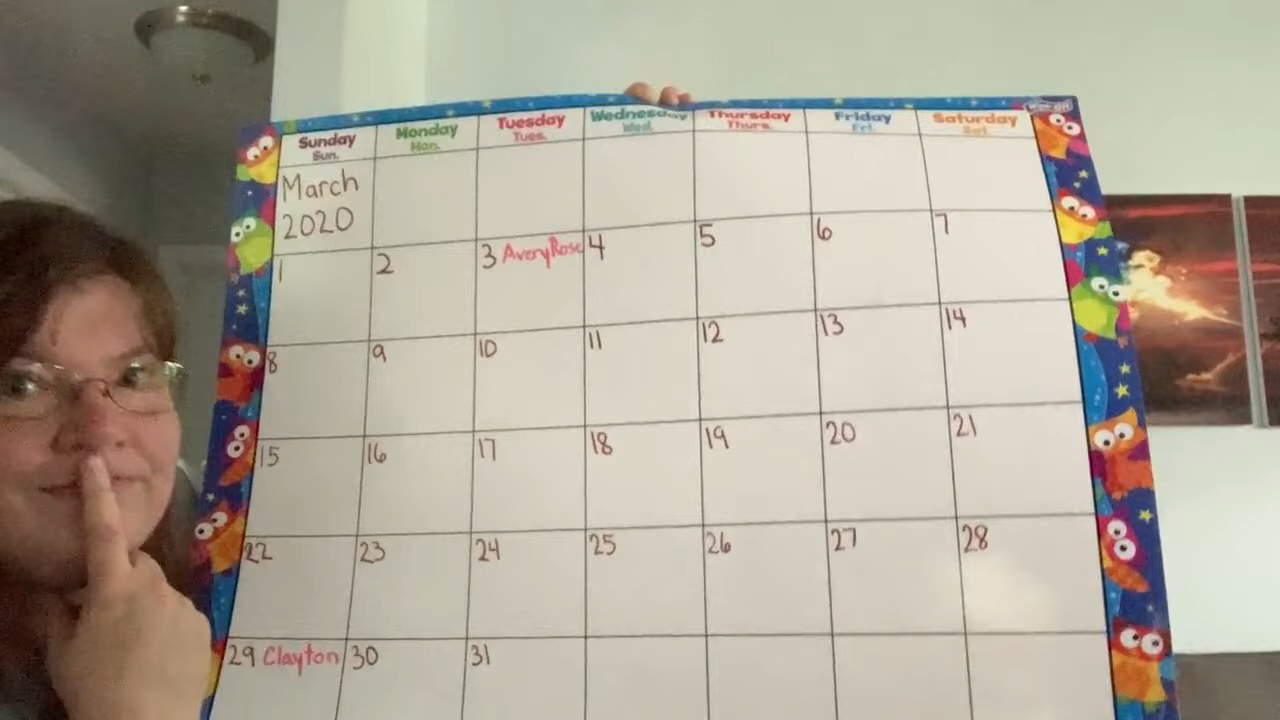 Sunday Monday Tuesday Wednesday Thursday Friday Saturday
Sun. Mon. Tues. Wed. Thurs. Fri. Sat.
March
2020
1 2 3 AveryRose 4 5 6 7
8 9 10 11 12 13 14
15 16 17 18 19 20 21
22 23 24 25 26 27 28
29 Clayton 30 31